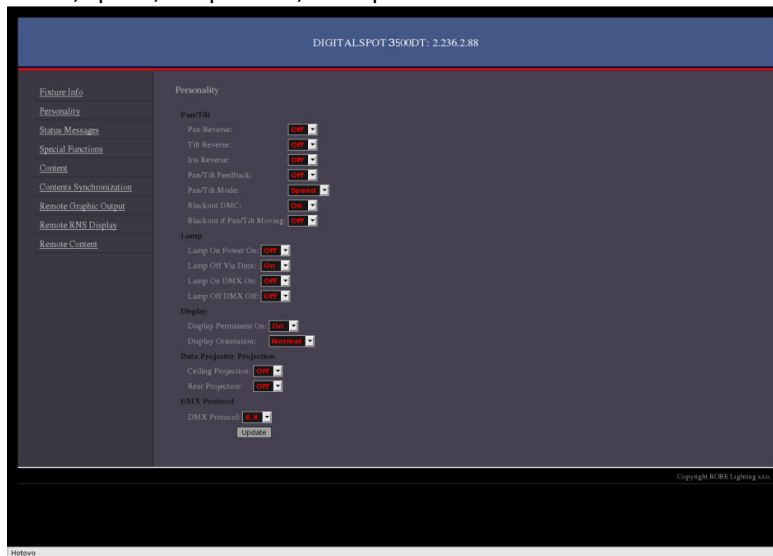 DIGITALSPOT 3500DT: 2.236.2.88
Fixture Info
Personality
Status Messages
Special Functions
Content
Contents Synchronization
Remote Graphic Output
Remote RNS Display
Remote Content
Personality
Pan/Tilt
Pan Reverse: Off
Tilt Reverse: Off
Iris Reverse: Off
Pan/Tilt Feedback: Off
Pan/Tilt Mode: Speed
Blackout DMC: On
Blackout if Pan/Tilt Moving: Off
Lamp
Lamp On Power On: Off
Lamp Off Via Dmx: On
Lamp On DMX On: Off
Lamp Off DMX Off: Off
Display
Display Permanent On: On
Display Orientation: Normal
Data Projector Projection
Ceiling Projection: Off
Rear Projection: Off
DMX Protocol
DMX Protocol: 6.X
Update
Copyright ROBE Lighting s.r.o.
Hotovo